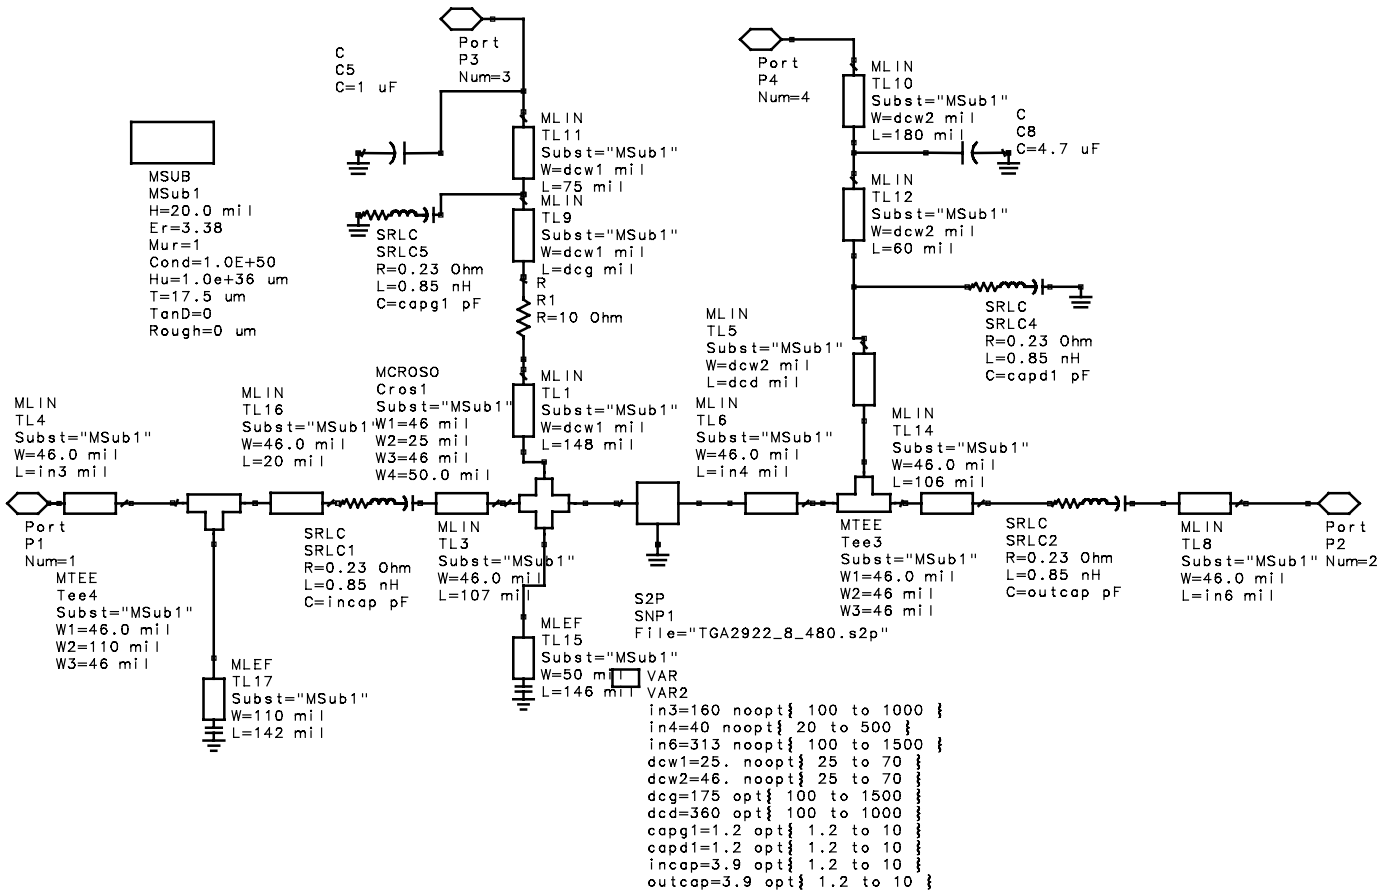 Port
P3
Num=3
C
C5
C=1 uF
Port
P4
Num=4
MLIN
TL10
Subst="MSub1"
W=dcw2 mil
L=180 mil
C
C8
C=4.7 uF
MLIN
TL11
Subst="MSub1"
W=dcw1 mil
L=75 mil
MSUB
MSub1
H=20.0 mil
Er=3.38
Mur=1
Cond=1.0E+50
Hu=1.0e+36 um
T=17.5 um
TanD=0
Rough=0 um
MLIN
TL12
Subst="MSub1"
W=dcw2 mil
L=60 mil
MLIN
TL9
Subst="MSub1"
W=dcw1 mil
L=dcg mil
SRLC
SRLC5
R=0.23 Ohm
L=0.85 nH
C=capg1 pF
R
R1
R=10 Ohm
SRLC
SRLC4
R=0.23 Ohm
L=0.85 nH
C=capd1 pF
MLIN
TL5
Subst="MSub1"
W=dcw2 mil
L=dcd mil
MLIN
TL4
Subst="MSub1"
W=46.0 mil
L=in3 mil
MLIN
TL16
Subst="MSub1"
W=46.0 mil
L=20 mil
MCROSO
Cros1
Subst="MSub1"
W1=46 mil
W2=25 mil
W3=46 mil
W4=50.0 mil
MLIN
TL1
Subst="MSub1"
W=dcw1 mil
L=148 mil
MLIN
TL6
Subst="MSub1"
W=46.0 mil
L=in4 mil
MLIN
TL14
Subst="MSub1"
W=46.0 mil
L=106 mil
Port
P1
Num=1
MTEE
Tee4
Subst="MSub1"
W1=46.0 mil
W2=110 mil
W3=46 mil
SRLC
SRLC1
R=0.23 Ohm
L=0.85 nH
C=incap pF
MLIN
TL3
Subst="MSub1"
W=46.0 mil
L=107 mil
MTEE
Tee3
Subst="MSub1"
W1=46.0 mil
W2=46 mil
W3=46 mil
SRLC
SRLC2
R=0.23 Ohm
L=0.85 nH
C=outcap pF
MLIN
TL8
Subst="MSub1"
W=46.0 mil
L=in6 mil
Port
P2
Num=2
S2P
SNP1
File="TGA2922_8_480.s2p"
MLEF
TL15
Subst="MSub1"
W=50 mil
L=146 mil
MLEF
TL17
Subst="MSub1"
W=110 mil
L=142 mil
VAR
VAR2
in3=160 noopt{ 100 to 1000 }
in4=40 noopt{ 20 to 500 }
in6=313 noopt{ 100 to 1500 }
dcw1=25. noopt{ 25 to 70 }
dcw2=46. noopt{ 25 to 70 }
dcg=175 opt{ 100 to 1500 }
dcd=360 opt{ 100 to 1000 }
capg1=1.2 opt{ 1.2 to 10 }
capd1=1.2 opt{ 1.2 to 10 }
incap=3.9 opt{ 1.2 to 10 }
outcap=3.9 opt{ 1.2 to 10 }